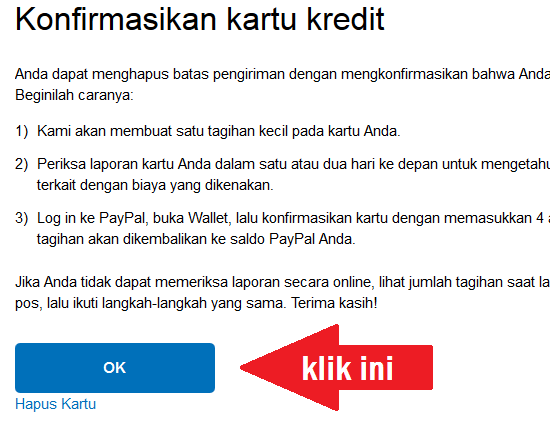 Konfirmasikan kartu kredit
Anda dapat menghapus batas pengiriman dengan mengkonfirmasikan bahwa Anda
Beginilah caranya:
1) Kami akan membuat satu tagihan kecil pada kartu Anda.
2) Periksa laporan kartu Anda dalam satu atau dua hari ke depan untuk mengetahu
terkait dengan biaya yang dikenakan.
3) Log in ke PayPal, buka Wallet, lalu konfirmasikan kartu dengan memasukkan 4 a
tagihan akan dikembalikan ke saldo PayPal Anda.
Jika Anda tidak dapat memeriksa laporan secara online, lihat jumlah tagihan saat la
pos, lalu ikuti langkah-langkah yang sama. Terima kasih!
OK
klik ini
Hapus Kartu